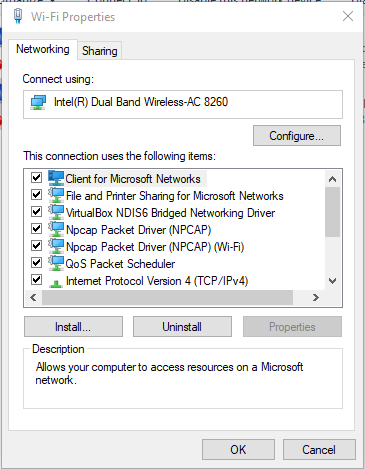 Wi-Fi Properties
Networking
Sharing
Connect using:
Intel(R) Dual Band Wireless-AC 8260
Configure...
This connection uses the following items:
Client for Microsoft Networks
File and Printer Sharing for Microsoft Networks
VirtualBox NDIS6 Bridged Networking Driver
Npcap Packet Driver (NPCAP)
Npcap Packet Driver (NPCAP) (Wi-Fi)
QoS Packet Scheduler
Internet Protocol Version 4 (TCP/IPv4)
Install...
Uninstall
Properties
Description
Allows your computer to access resources on a Microsoft
network.
OK
Cancel